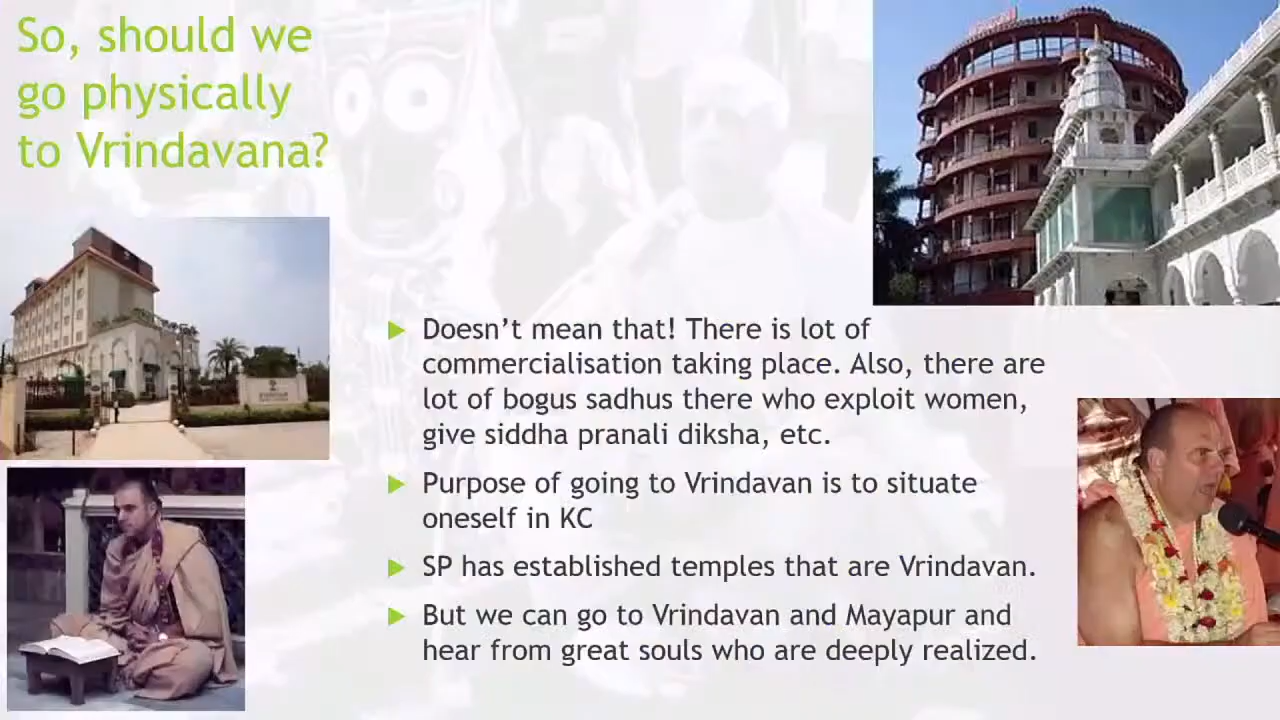 So, should we
go physically
to Vrindavana?
Doesn't mean that! There is lot of
commercialisation taking place. Also, there are
lot of bogus sadhus there who exploit women,
give siddha pranali diksha, etc.
Purpose of going to Vrindavan is to situate
oneself in KC
SP has established temples that are Vrindavan.
But we can go to Vrindavan and Mayapur and
hear from great souls who are deeply realized.